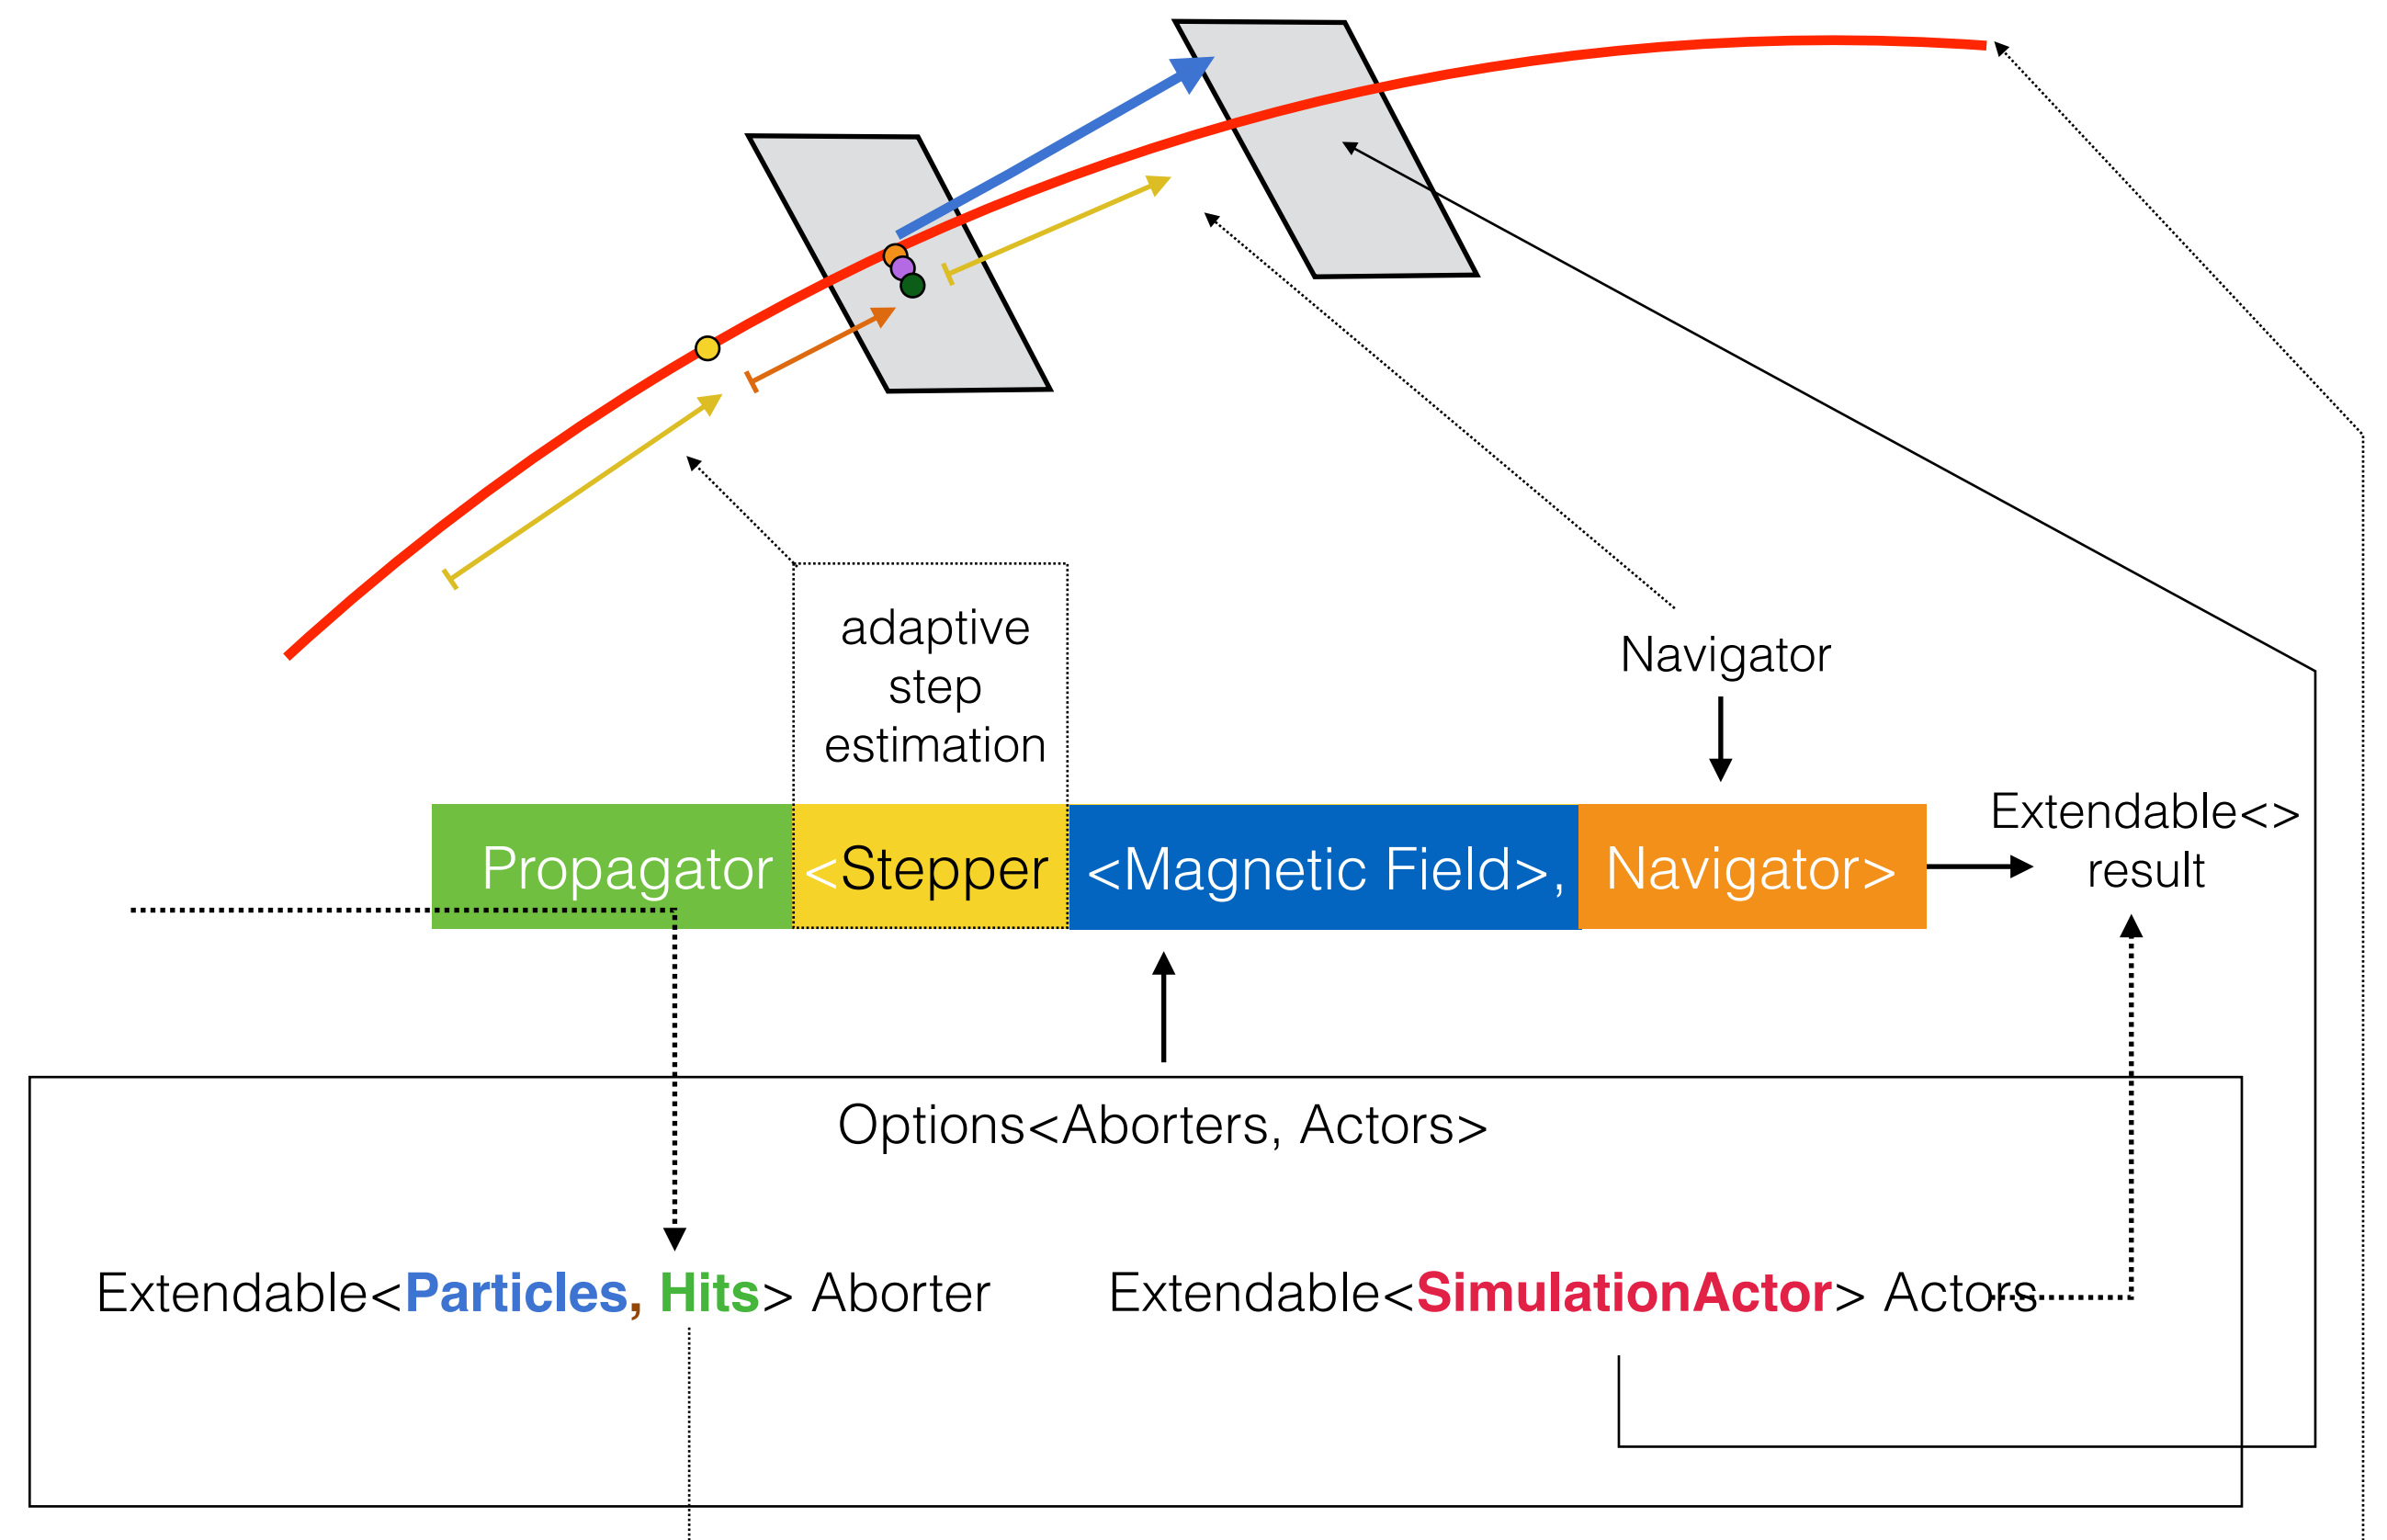 adaptive
step
estimation
Navigator
Propagator <Stepper <Magnetic Field>, Navigator>
Extendable<>
result
Options<Aborters, Actors>
Extendable<Particles, Hits> Aborter
Extendable<SimulationActor> Actors